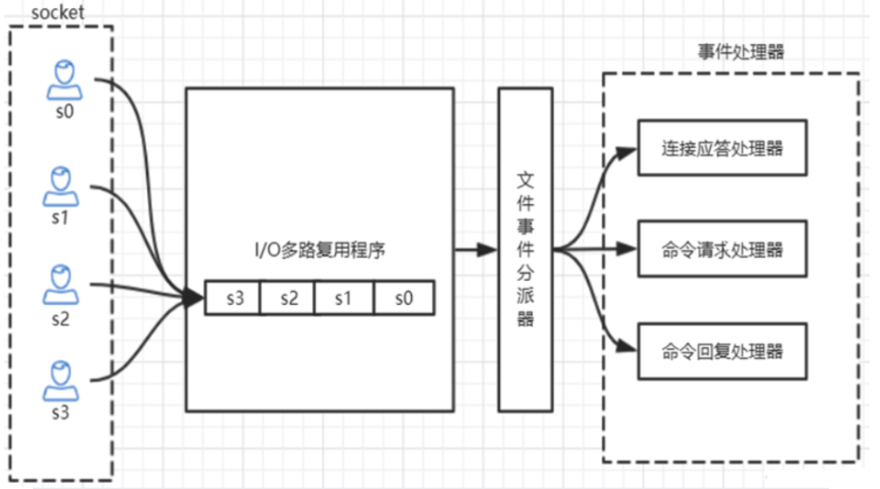 socket
s0
s1
s2
s3
I/O多路复用程序
s3 s2 s1 s0
文件事件分派器
事件处理器
连接应答处理器
命令请求处理器
命令回复处理器